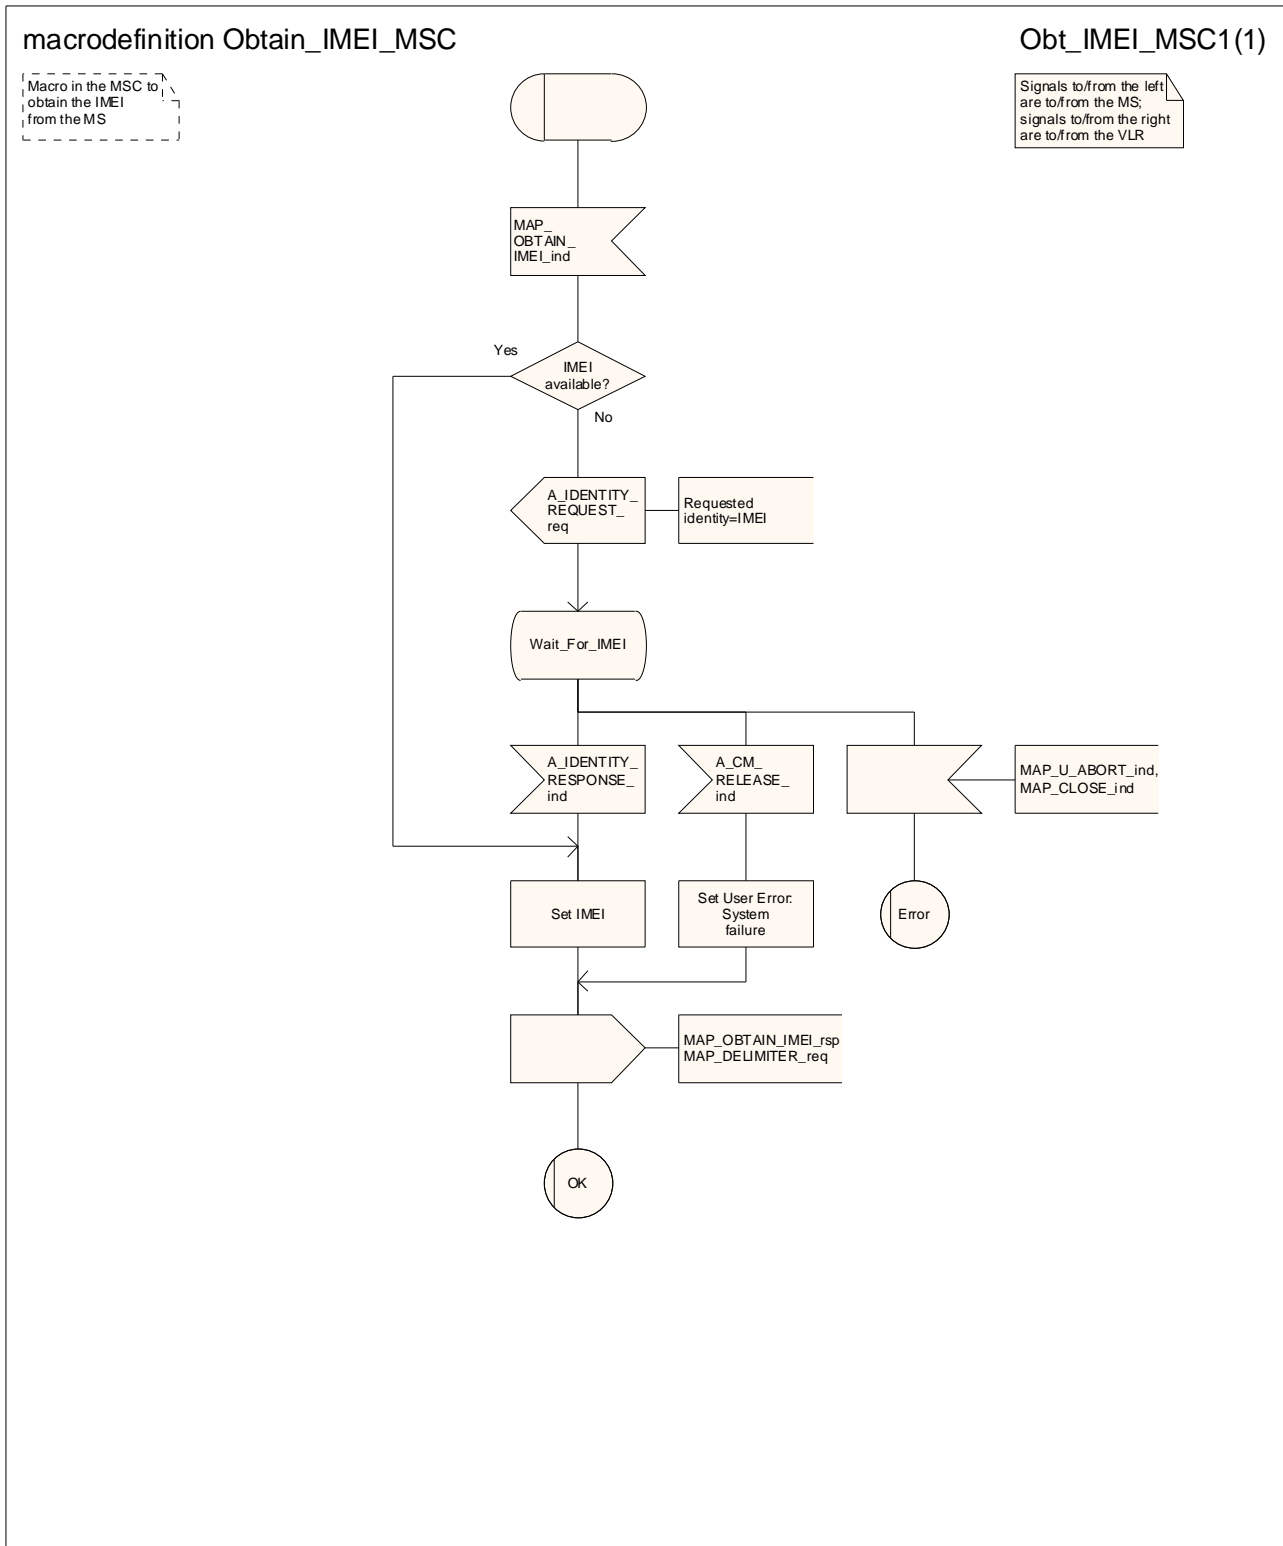 macrodefinition Obtain_IMEI_MSC
Obt_IMEI_MSC1(1)
Macro in the MSC to
obtain the IMEI
from the MS
Signals to/from the left
are to/from the MS;
signals to/from the right
are to/from the VLR
MAP_
OBTAIN_
IMEI_ind
Yes
IMEI
available?
No
A_IDENTITY_
REQUEST_
req
Requested
identity=IMEI
Wait_For_IMEI
A_IDENTITY_
RESPONSE_
ind
A_CM_
RELEASE_
ind
MAP_U_ABORT_ind,
MAP_CLOSE_ind
Set IMEI
Set User Error:
System
failure
Error
MAP_OBTAIN_IMEI_rsp
MAP_DELIMITER_req
OK